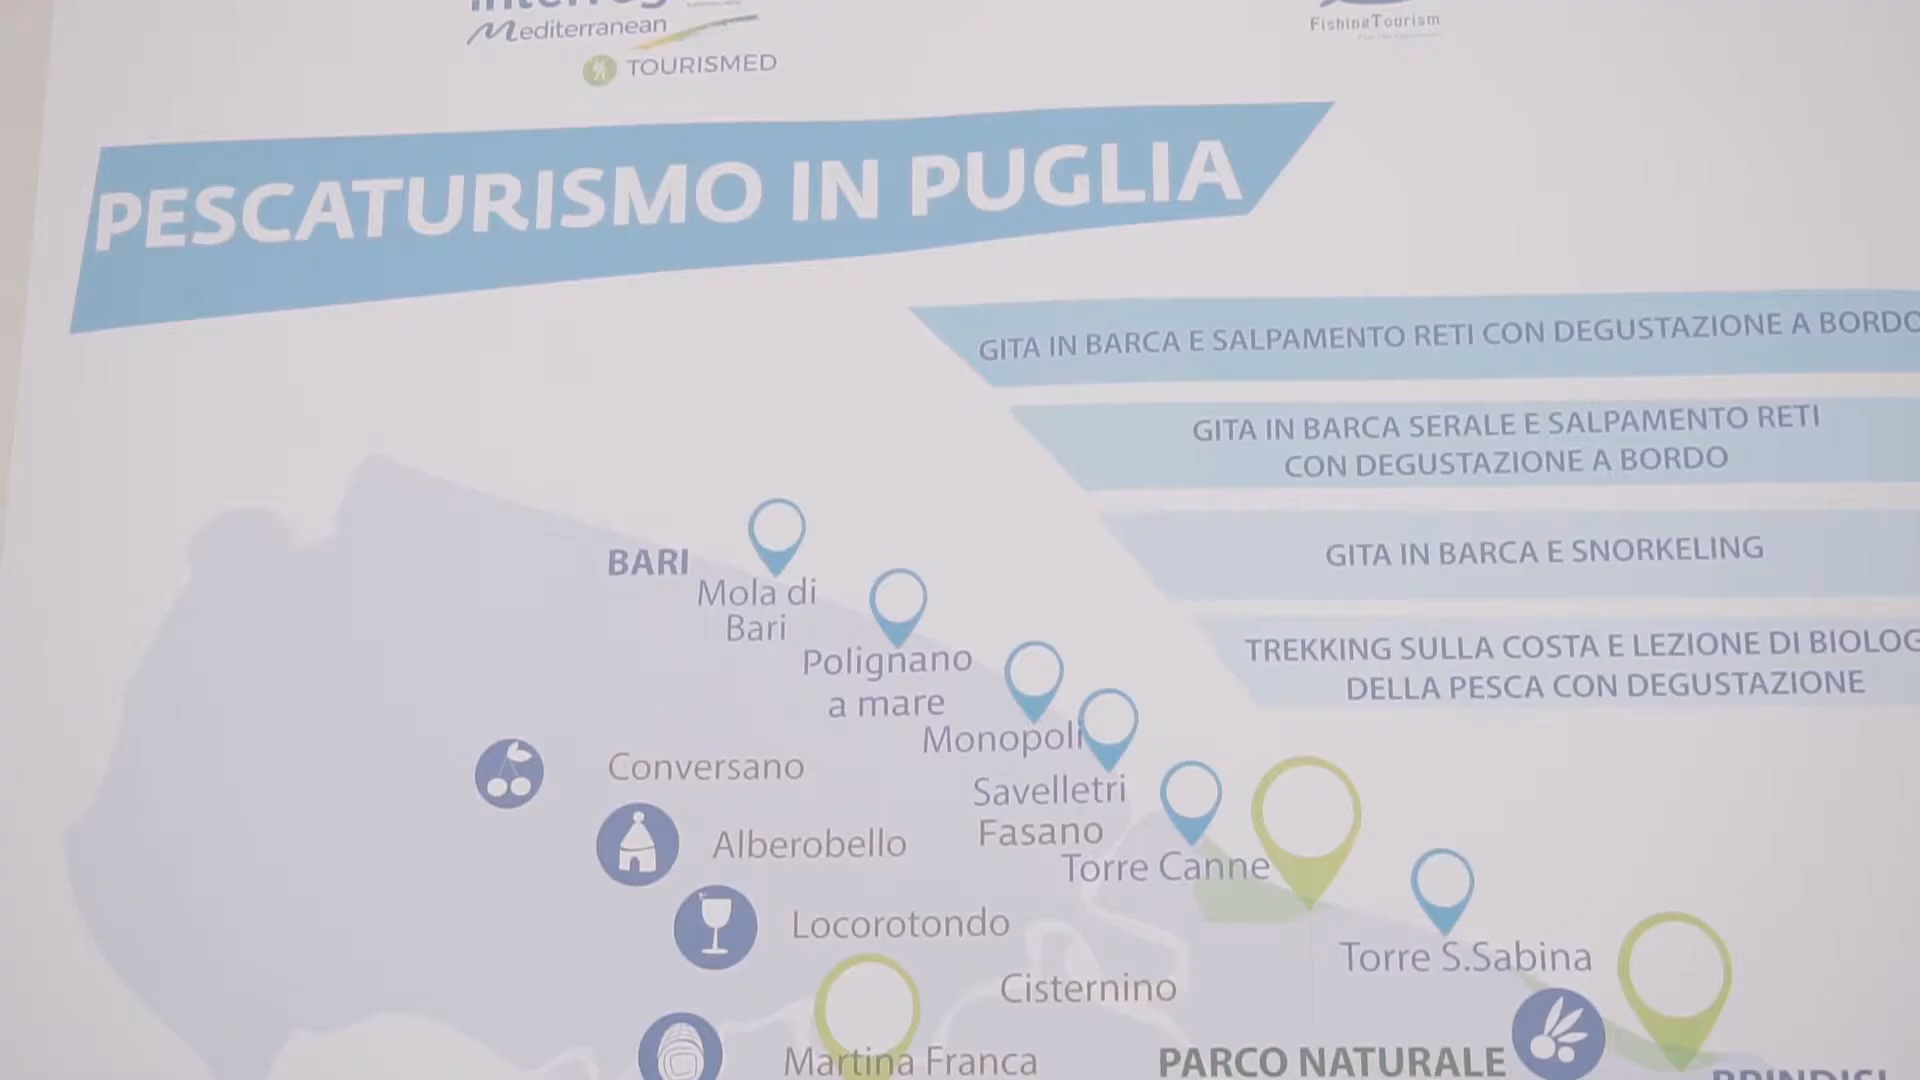 Mediterranean
TOURISMED
FishingTourism
PESCATURISMO IN PUGLIA
GITA IN BARCA E SALPAMENTO RETI CON DEGUSTAZIONE A BORDO
GITA IN BARCA SERALE E SALPAMENTO RETI
CON DEGUSTAZIONE A BORDO
GITA IN BARCA E SNORKELING
TREKKING SULLA COSTA E LEZIONE DI BIOLOG
DELLA PESCA CON DEGUSTAZIONE
BARI
Mola di
Bari
Polignano
a mare
Monopoli
Conversano
Savelletri
Fasano
Alberobello
Torre Canne
Locorotondo
Torre S.Sabina
Cisternino
Martina Franca
PARCO NATURALE